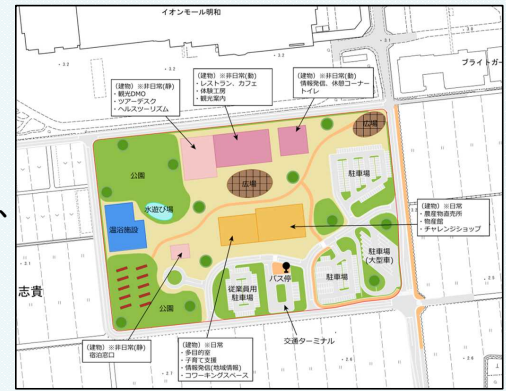 イオンモール明和
ブライトガー
(建物) ※非日常(静)
・観光DMO
・ツアーデスク
・ヘルスツーリズム
(建物) ※非日常(動)
・レストラン、カフェ
・体験工房
・観光案内
(建物) ※非日常(動)
情報発信、休憩コーナー
トイレ
広場
公園
駐車場
広場
水遊び場
温浴施設
(建物) ※日常
・農産物直売所
・物産館
・チャレンジショップ
駐車場
(大型車)
志貴
バス停
駐車場
従業員用
駐車場
公園
交通ターミナル
(建物) ※非日常(静)
宿泊窓口
(建物) ※日常
・多目的室
・子育て支援
・情報発信(地域情報)
・コワーキングスペース